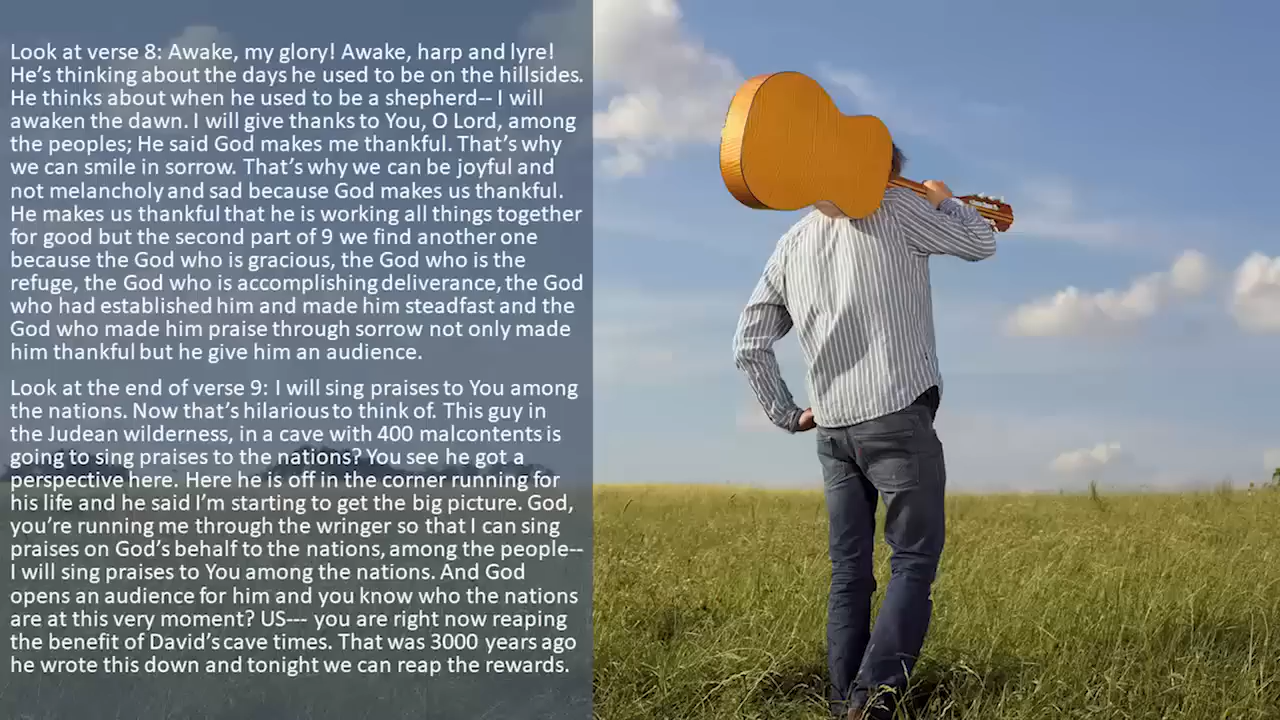 Look at verse 8: Awake, my glory! Awake, harp and lyre!
He’s thinking about the days he used to be on the hillsides.
He thinks about when he used to be a shepherd-- I will
awaken the dawn. I will give thanks to You, O Lord, among
the peoples; He said God makes me thankful. That’s why
we can smile in sorrow. That’s why we can be joyful and
not melancholy and sad because God makes us thankful.
He makes us thankful that he is working all things together
for good but the second part of 9 we find another one
because the God who is gracious, the God who is the
refuge, the God who is accomplishing deliverance, the God
who had established him and made him steadfast and the
God who made him praise through sorrow not only made
him thankful but he give him an audience.
Look at the end of verse 9: I will sing praises to You among
the nations. Now that’s hilarious to think of. This guy in
the Judean wilderness, in a cave with 400 malcontents is
going to sing praises to the nations? You see he got a
perspective here. Here he is off in the corner running for
his life and he said I’m starting to get the big picture. God,
you’re running me through the wringer so that I can sing
praises on God’s behalf to the nations, among the people--
I will sing praises to You among the nations. And God
opens an audience for him and you know who the nations
are at this very moment? US--- you are right now reaping
the benefit of David’s cave times. That was 3000 years ago
he wrote this down and tonight we can reap the rewards.